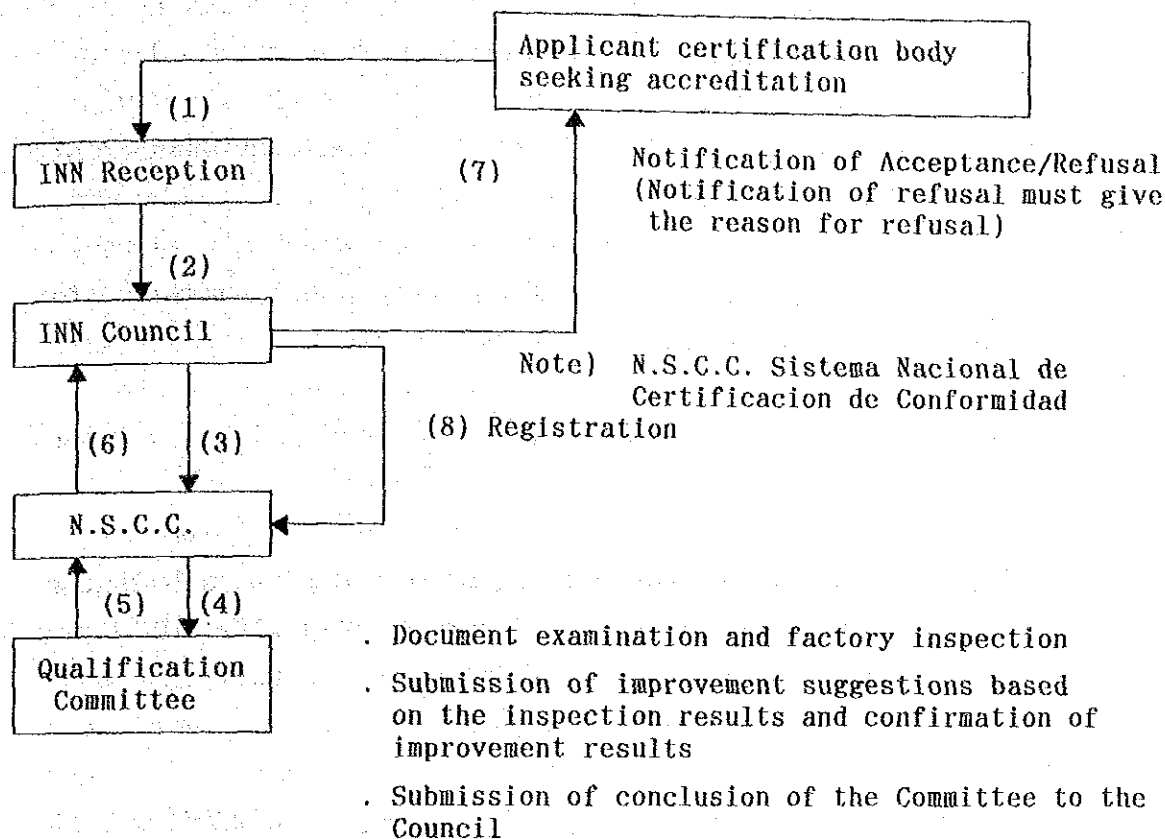 Applicant certification body
seeking accreditation
(1)
INN Reception
(7)
Notification of Acceptance/Refusal
(Notification of refusal must give
the reason for refusal)
(2)
INN Council
Note) N.S.C.C. Sistema Nacional de
Certificacion de Conformidad
(8) Registration
(6) (3)
N.S.C.C.
(5) (4)
Qualification
Committee
. Document examination and factory inspection
. Submission of improvement suggestions based
on the inspection results and confirmation of
improvement results
. Submission of conclusion of the Committee to the
Council